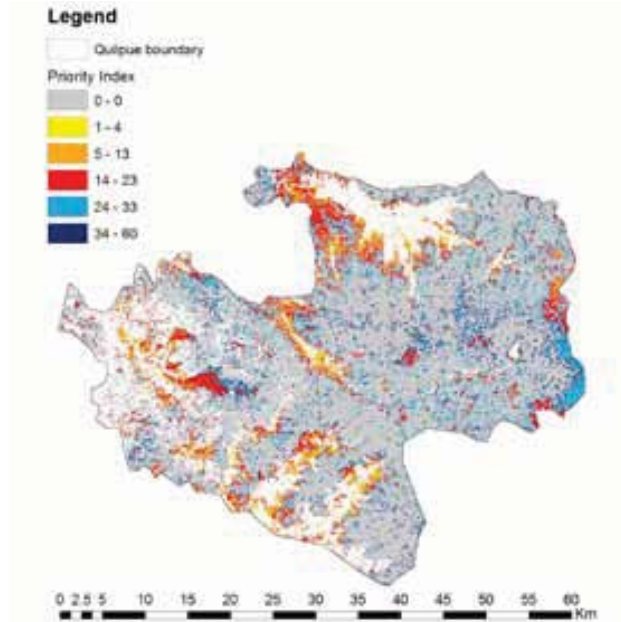 Legend
Quilpue boundary
Priority Index
0 - 0
1 - 4
5 - 13
14 - 23
24 - 33
34 - 60
0 2.5 5 10 15 20 25 30 35 40 45 50 55 60
Km